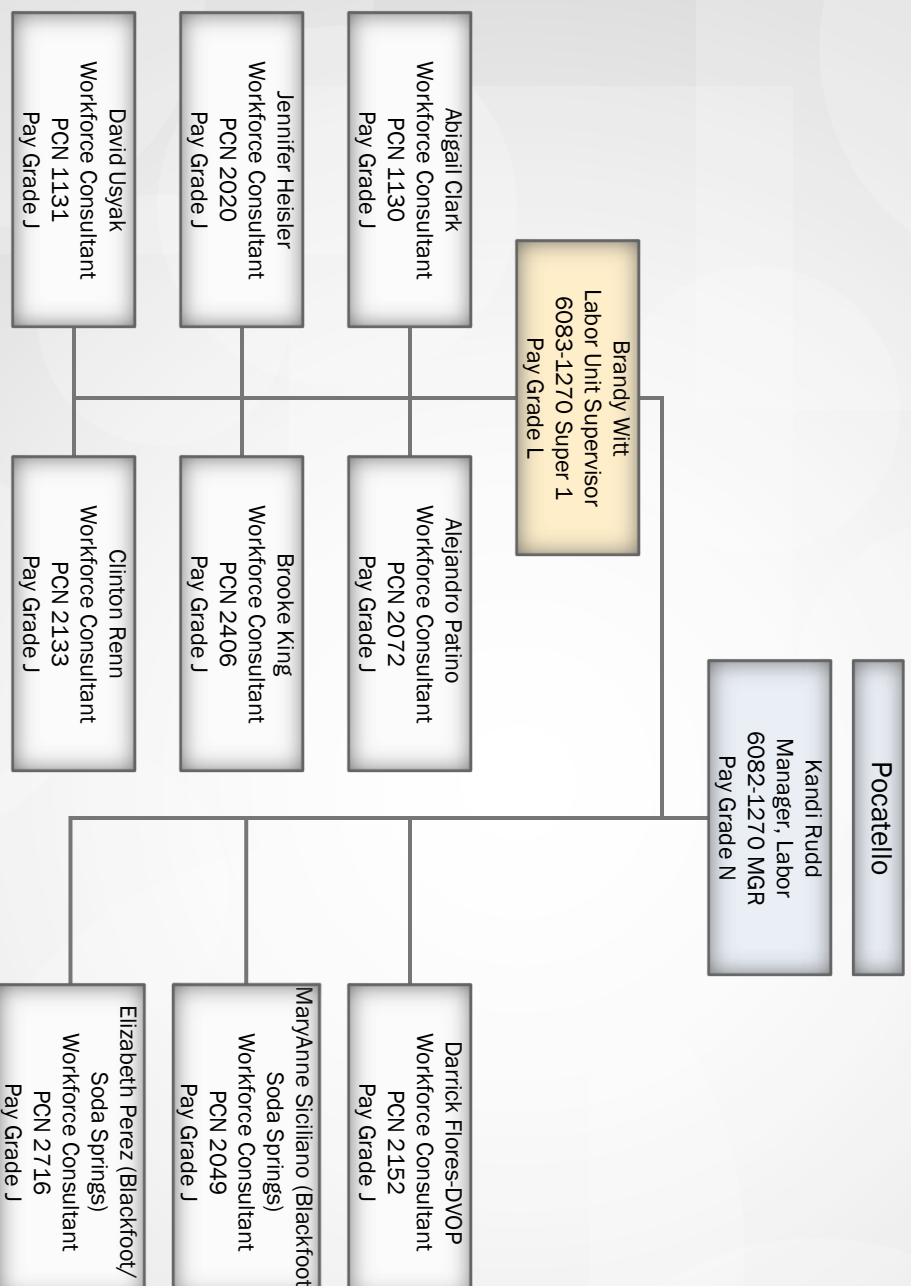 Pocatello
Kandi Rudd
Manager, Labor
6082-1270 MGR
Pay Grade N
Brandy Witt
Labor Unit Supervisor
6083-1270 Super 1
Pay Grade L
Abigail Clark
Workforce Consultant
PCN 1130
Pay Grade J
Alejandro Patino
Workforce Consultant
PCN 2072
Pay Grade J
Darrick Flores-DVOP
Workforce Consultant
PCN 2152
Pay Grade J
Jennifer Heisler
Workforce Consultant
PCN 2020
Pay Grade J
Brooke King
Workforce Consultant
PCN 2406
Pay Grade J
MaryAnne Siciliano (Blackfoot
Soda Springs)
Workforce Consultant
PCN 2049
Pay Grade J
David Usyak
Workforce Consultant
PCN 1131
Pay Grade J
Clinton Renn
Workforce Consultant
PCN 2133
Pay Grade J
Elizabeth Perez (Blackfoot/
Soda Springs)
Workforce Consultant
PCN 2716
Pay Grade J